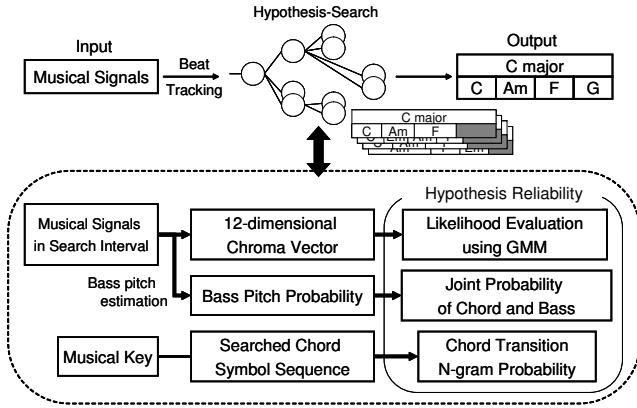 Hypothesis-Search
Input
Musical Signals
Beat
Tracking
Output
C major
C Am F G
C major
C Am F
Hypothesis Reliability
Musical Signals
in Search Interval
12-dimensional
Chroma Vector
Likelihood Evaluation
using GMM
Bass pitch
estimation
Bass Pitch Probability
Joint Probability
of Chord and Bass
Musical Key
Searched Chord
Symbol Sequence
Chord Transition
N-gram Probability